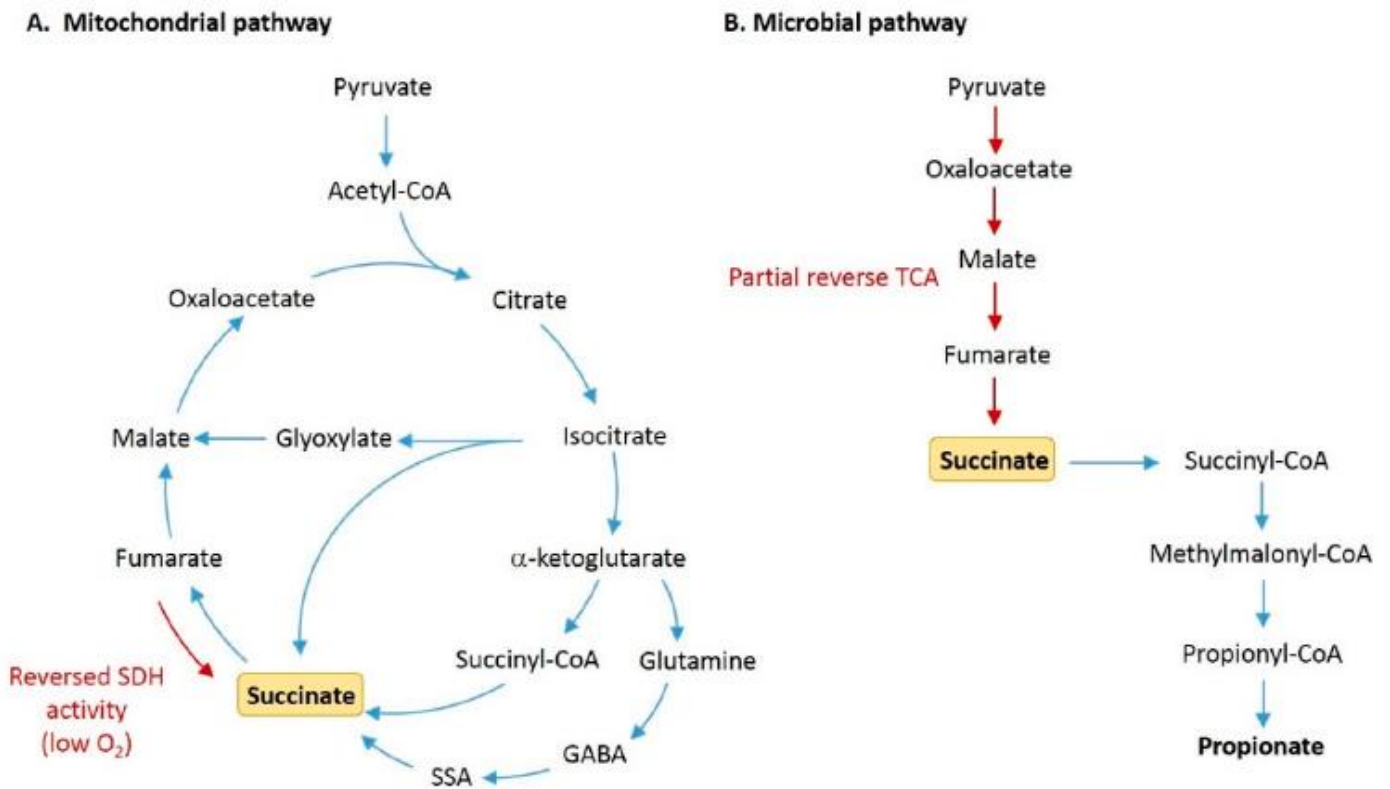 A. Mitochondrial pathway
Pyruvate
Acetyl-CoA
Oxaloacetate
Citrate
Malate
Glyoxylate
Isocitrate
Fumarate
α-ketoglutarate
Reversed SDH
activity
(low O₂)
Succinate
Succinyl-CoA
Glutamine
SSA
GABA
B. Microbial pathway
Pyruvate
Oxaloacetate
Partial reverse TCA
Malate
Fumarate
Succinate
Succinyl-CoA
Methylmalonyl-CoA
Propionyl-CoA
Propionate